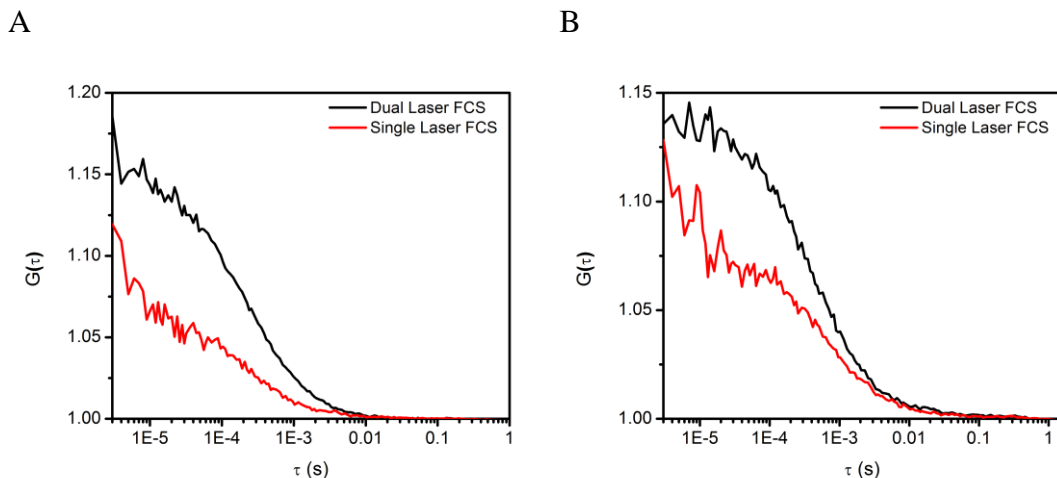 A
B
1.20
1.15
1.10
1.05
1.00
G(τ)
Dual Laser FCS
Single Laser FCS
1E-5 1E-4 1E-3 0.01 0.1 1
τ (s)
1.15
1.10
1.05
1.00
G(τ)
Dual Laser FCS
Single Laser FCS
1E-5 1E-4 1E-3 0.01 0.1 1
τ (s)